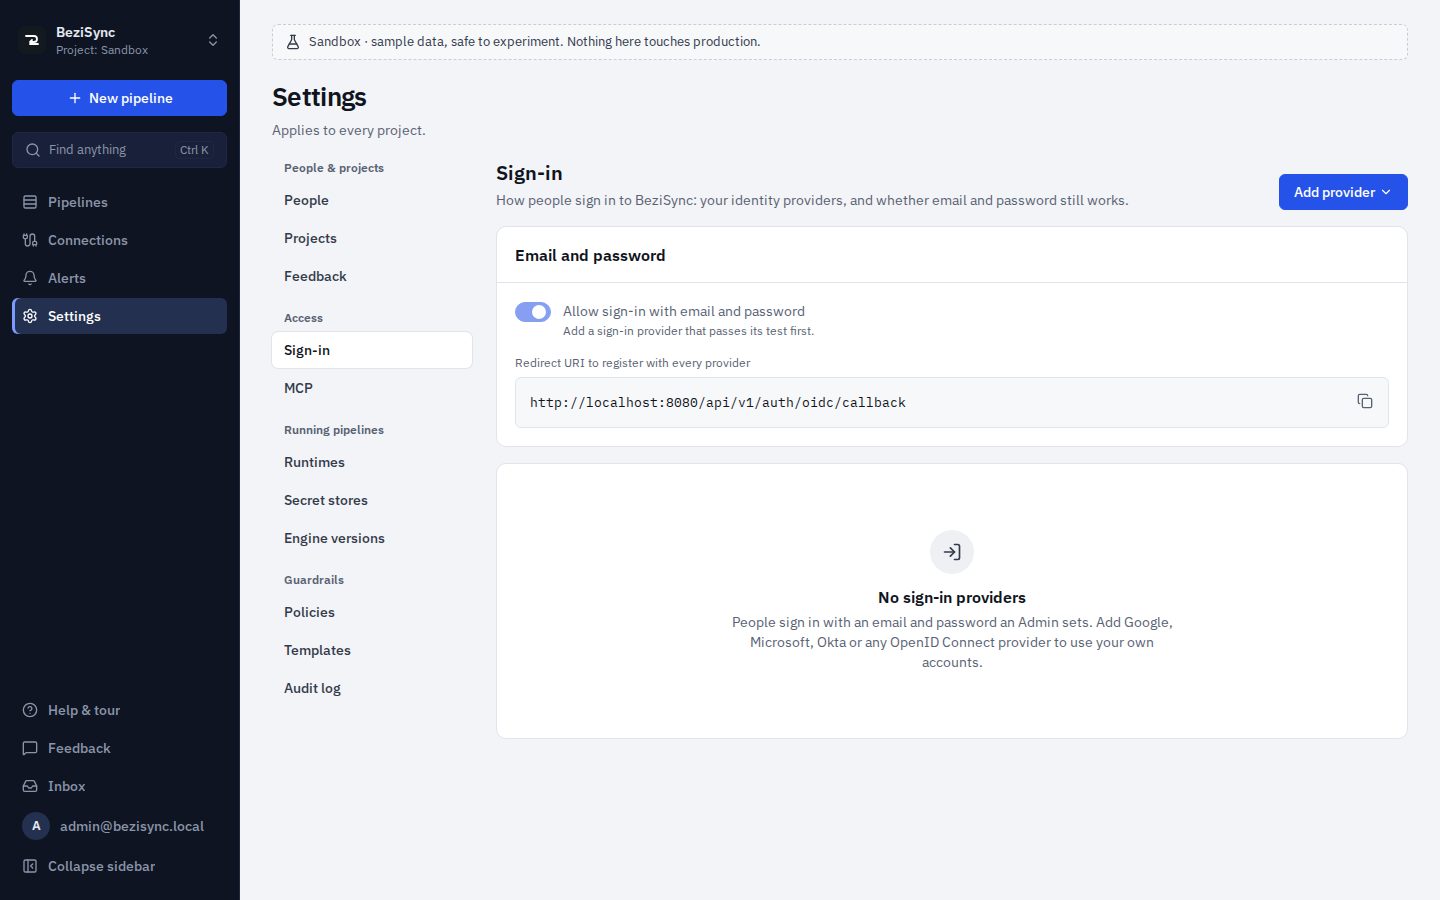 BeziSync
Project: Sandbox
New pipeline
Find anything
Ctrl K
Pipelines
Connections
Alerts
Settings
Help & tour
Feedback
Inbox
A
admin@bezisync.local
Collapse sidebar
Sandbox · sample data, safe to experiment. Nothing here touches production.
Settings
Applies to every project.
People & projects
People
Projects
Feedback
Access
Sign-in
MCP
Running pipelines
Runtimes
Secret stores
Engine versions
Guardrails
Policies
Templates
Audit log
Sign-in
How people sign in to BeziSync: your identity providers, and whether email and password still works.
Add provider
Email and password
Allow sign-in with email and password
Add a sign-in provider that passes its test first.
Redirect URI to register with every provider
http://localhost:8080/api/v1/auth/oidc/callback
No sign-in providers
People sign in with an email and password an Admin sets. Add Google,
Microsoft, Okta or any OpenID Connect provider to use your own
accounts.